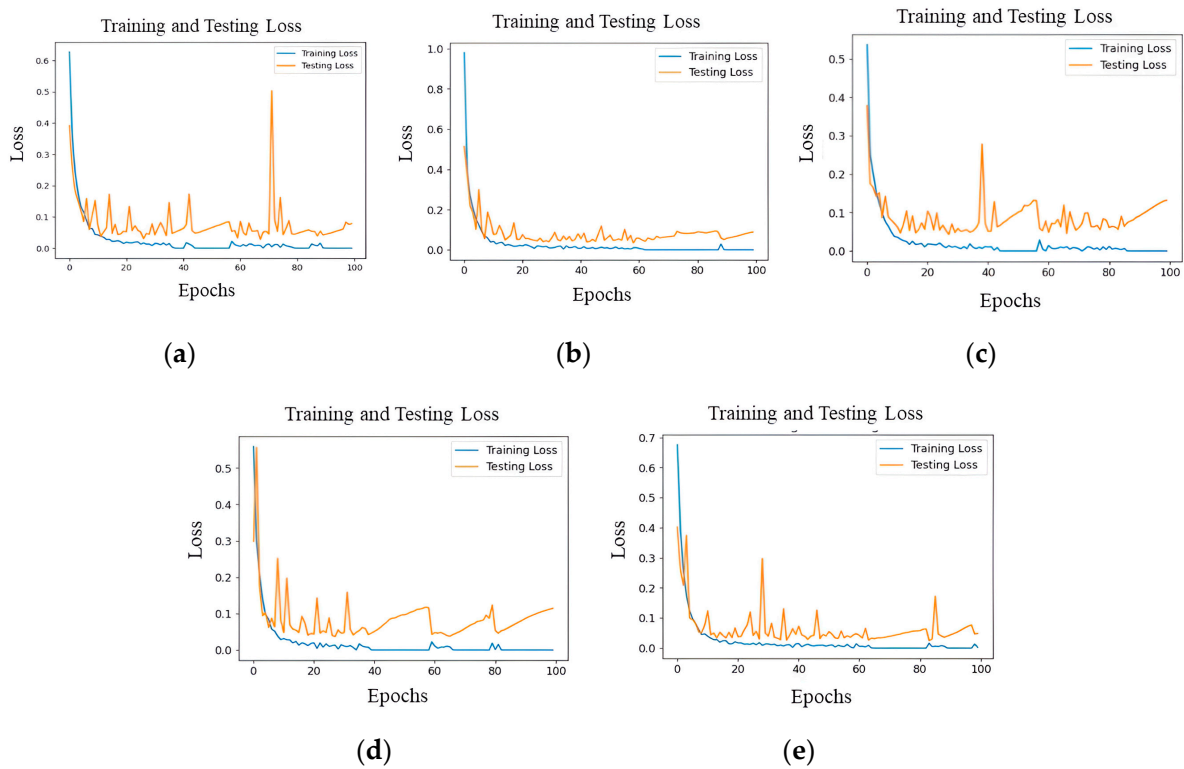 Training and Testing Loss
Training Loss
Testing Loss
Loss
0.6
0.5
0.4
0.3
0.2
0.1
0.0
0 20 40 60 80 100
Epochs
(a)
Training and Testing Loss
Training Loss
Testing Loss
Loss
1.0
0.8
0.6
0.4
0.2
0.0
0 20 40 60 80 100
Epochs
(b)
Training and Testing Loss
Training Loss
Testing Loss
Loss
0.5
0.4
0.3
0.2
0.1
0.0
0 20 40 60 80 100
Epochs
(c)
Training and Testing Loss
Training Loss
Testing Loss
Loss
0.5
0.4
0.3
0.2
0.1
0.0
0 20 40 60 80 100
Epochs
(d)
Training and Testing Loss
Training Loss
Testing Loss
Loss
0.7
0.6
0.5
0.4
0.3
0.2
0.1
0.0
0 20 40 60 80 100
Epochs
(e)